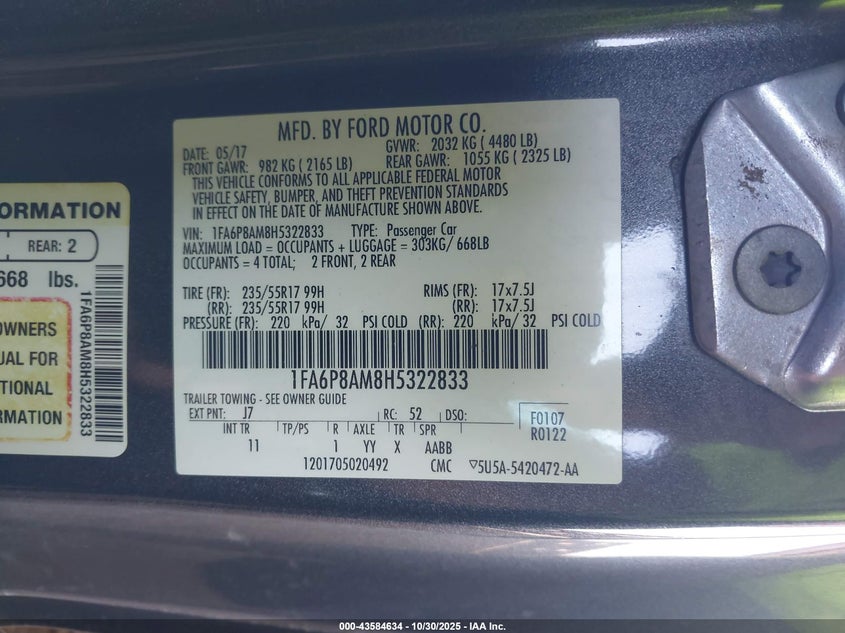 MFD. BY FORD MOTOR CO.
DATE: 05/17
GVWR: 2032 KG ( 4480 LB)
FRONT GAWR: 982 KG ( 2165 LB)
REAR GAWR: 1055 KG ( 2325 LB)
THIS VEHICLE CONFORMS TO ALL APPLICABLE FEDERAL MOTOR
VEHICLE SAFETY, BUMPER, AND THEFT PREVENTION STANDARDS
IN EFFECT ON THE DATE OF MANUFACTURE SHOWN ABOVE.
VIN: 1FA6P8AM8H5322833 TYPE: Passenger Car
MAXIMUM LOAD = OCCUPANTS + LUGGAGE = 303KG/ 668LB
OCCUPANTS = 4 TOTAL; 2 FRONT, 2 REAR
TIRE (FR): 235/55R17 99H RIMS (FR): 17x7.5J
(RR): 235/55R17 99H (RR): 17x7.5J
PRESSURE (FR): 220 kPa/ 32 PSI COLD (RR): 220 kPa/ 32 PSI COLD
1FA6P8AM8H5322833
TRAILER TOWING - SEE OWNER GUIDE
EXT PNT: J7 RC: 52 DSO:
F0107
R0122
INT TR TP/PS R AXLE TR SPR
11 1 YY X AABB
1201705020492 CMC ▽5U5A-5420472-AA
ORMATION
REAR: 2
668 lbs.
OWNERS
UAL FOR
TIONAL
RMATION
1FA6P8AM8H5322833
000-43584634 - 10/30/2025 - IAA Inc.